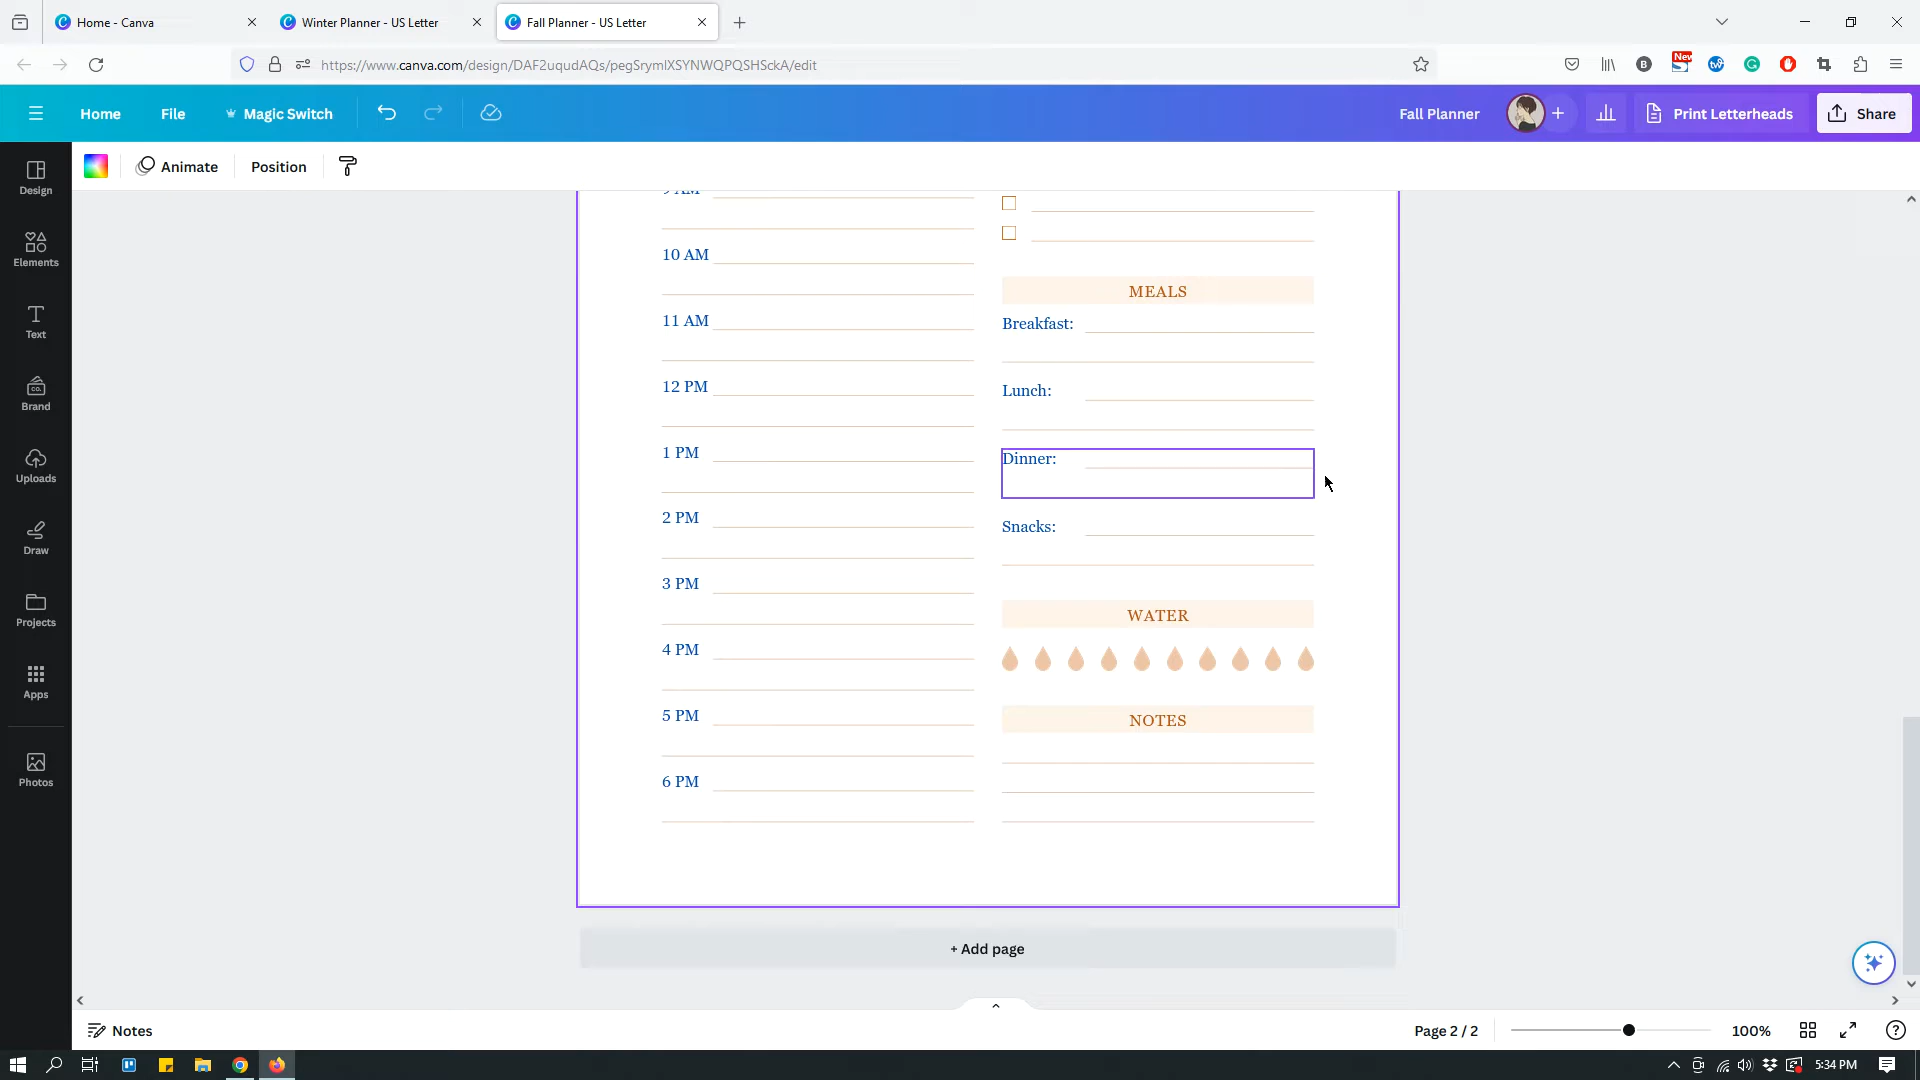 Home - Canva
Winter Planner - US Letter
Fall Planner - US Letter
https://www.canva.com/design/DAF2uqudAQs/pegSrymlXSYNWQPQSHSckA/edit
B
New
Home
File
Magic Switch
Fall Planner
Print Letterheads
Share
Animate
Position
Design
Elements
Text
Brand
Uploads
Draw
Projects
Apps
Photos
9 AM
10 AM
11 AM
12 PM
1 PM
2 PM
3 PM
4 PM
5 PM
6 PM
MEALS
Breakfast:
Lunch:
Dinner:
Snacks:
WATER
NOTES
+ Add page
Notes
Page 2 / 2
100%
5:34 PM